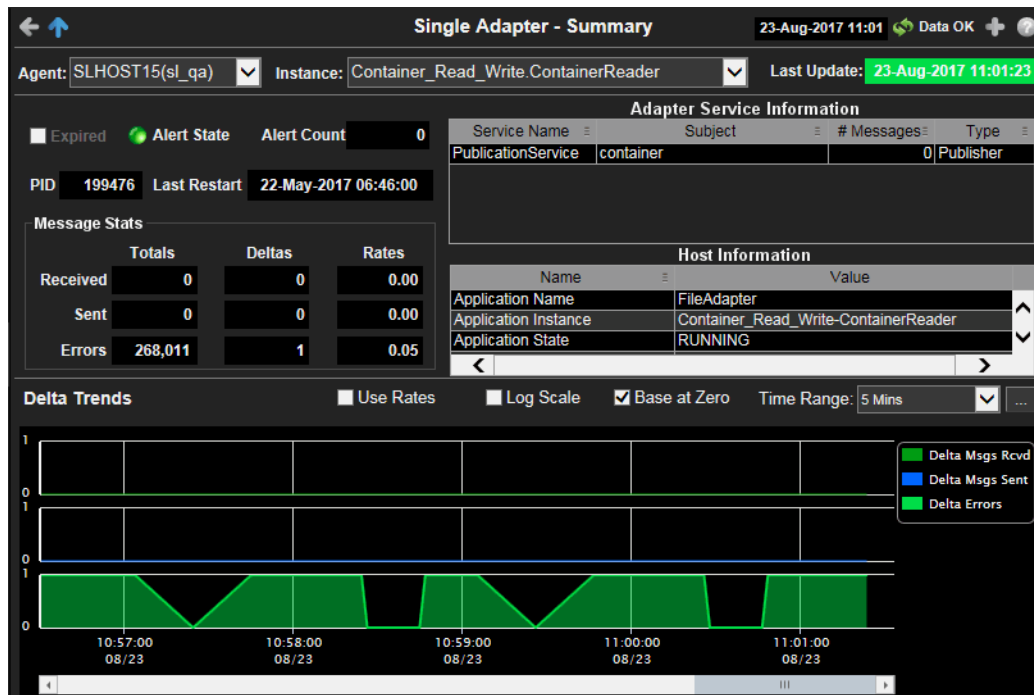 Single Adapter - Summary
23-Aug-2017 11:01 Data OK
Agent: SLHOST15(sl_qa) Instance: Container_Read_Write.ContainerReader Last Update: 23-Aug-2017 11:01:23
Expired Alert State Alert Count 0
PID 199476 Last Restart 22-May-2017 06:46:00
Message Stats
Totals Deltas Rates
Received 0 0 0.00
Sent 0 0 0.00
Errors 268,011 1 0.05
Adapter Service Information
Service Name Subject # Messages Type
PublicationService container 0 Publisher
Host Information
Name Value
Application Name FileAdapter
Application Instance Container_Read_Write-ContainerReader
Application State RUNNING
Delta Trends Use Rates Log Scale Base at Zero Time Range: 5 Mins ...
1
0
1
0
1
0
Delta Msgs Rcvd
Delta Msgs Sent
Delta Errors
10:57:00 10:58:00 10:59:00 11:00:00 11:01:00
08/23 08/23 08/23 08/23 08/23